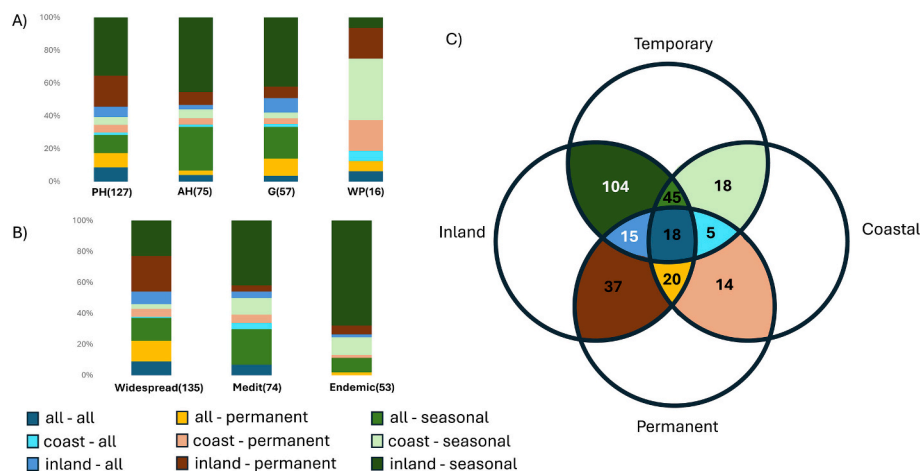 A)
100%
80%
60%
40%
20%
0%
PH(127) AH(75) G(57) WP(16)
B)
100%
80%
60%
40%
20%
0%
Widespread(135) Medit(74) Endemic(53)
C)
Temporary
Inland
Coastal
Permanent
104
45
18
15
18
5
37
20
14
all - all
all - permanent
all - seasonal
coast - all
coast - permanent
coast - seasonal
inland - all
inland - permanent
inland - seasonal